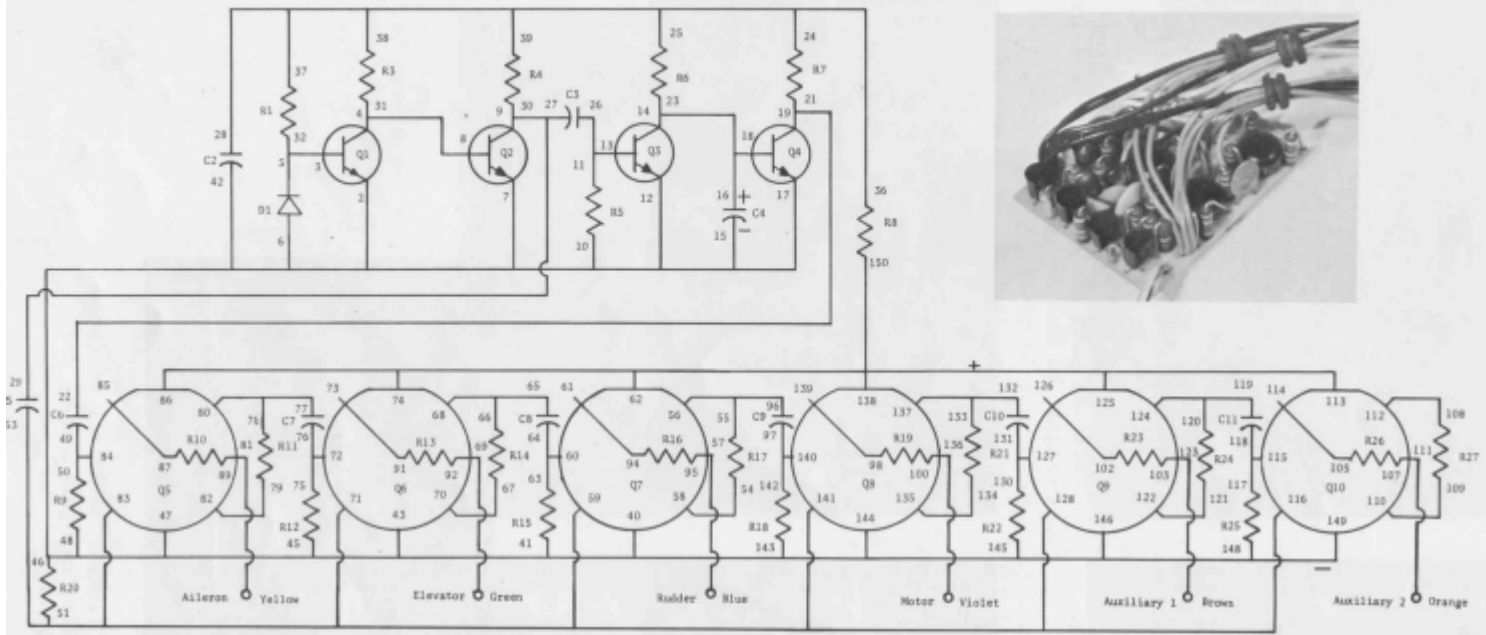 38 39 25 24
37 R3 R4 R6 R7
31 30 27 C3 26 23 21
R1 4 9 14 19
28 32 8 13 18
C2 5 3 Q1 Q2 11 Q3 Q4
42 2 7 12 16 + C4 17 36
D1 R5 15 − R8
6 10 150
29 +
22 85 86 80 77 73 74 68 65 61 62 56 96 139 138 137 132 126 125 124 119 114 113 112 108
C6 78 C7 66 C8 55 C9 133 C10 120 C11
49 R10 81 R11 76 R13 69 R14 64 R16 57 R17 97 R19 136 R21 131 R23 123 R24 118 R26 111 R27
50 84 87 89 72 91 92 60 94 95 140 98 100 127 102 103 115 105 107
R9 83 Q5 82 79 75 71 Q6 70 67 63 59 Q7 58 54 142 141 Q8 135 134 130 128 Q9 122 121 117 116 Q10 110 109
48 47 R12 45 43 R15 41 40 R18 143 144 R22 145 146 R25 148 149
46 −
R20
51
Aileron Yellow
Elevator Green
Rudder Blue
Motor Violet
Auxiliary 1 Brown
Auxiliary 2 Orange